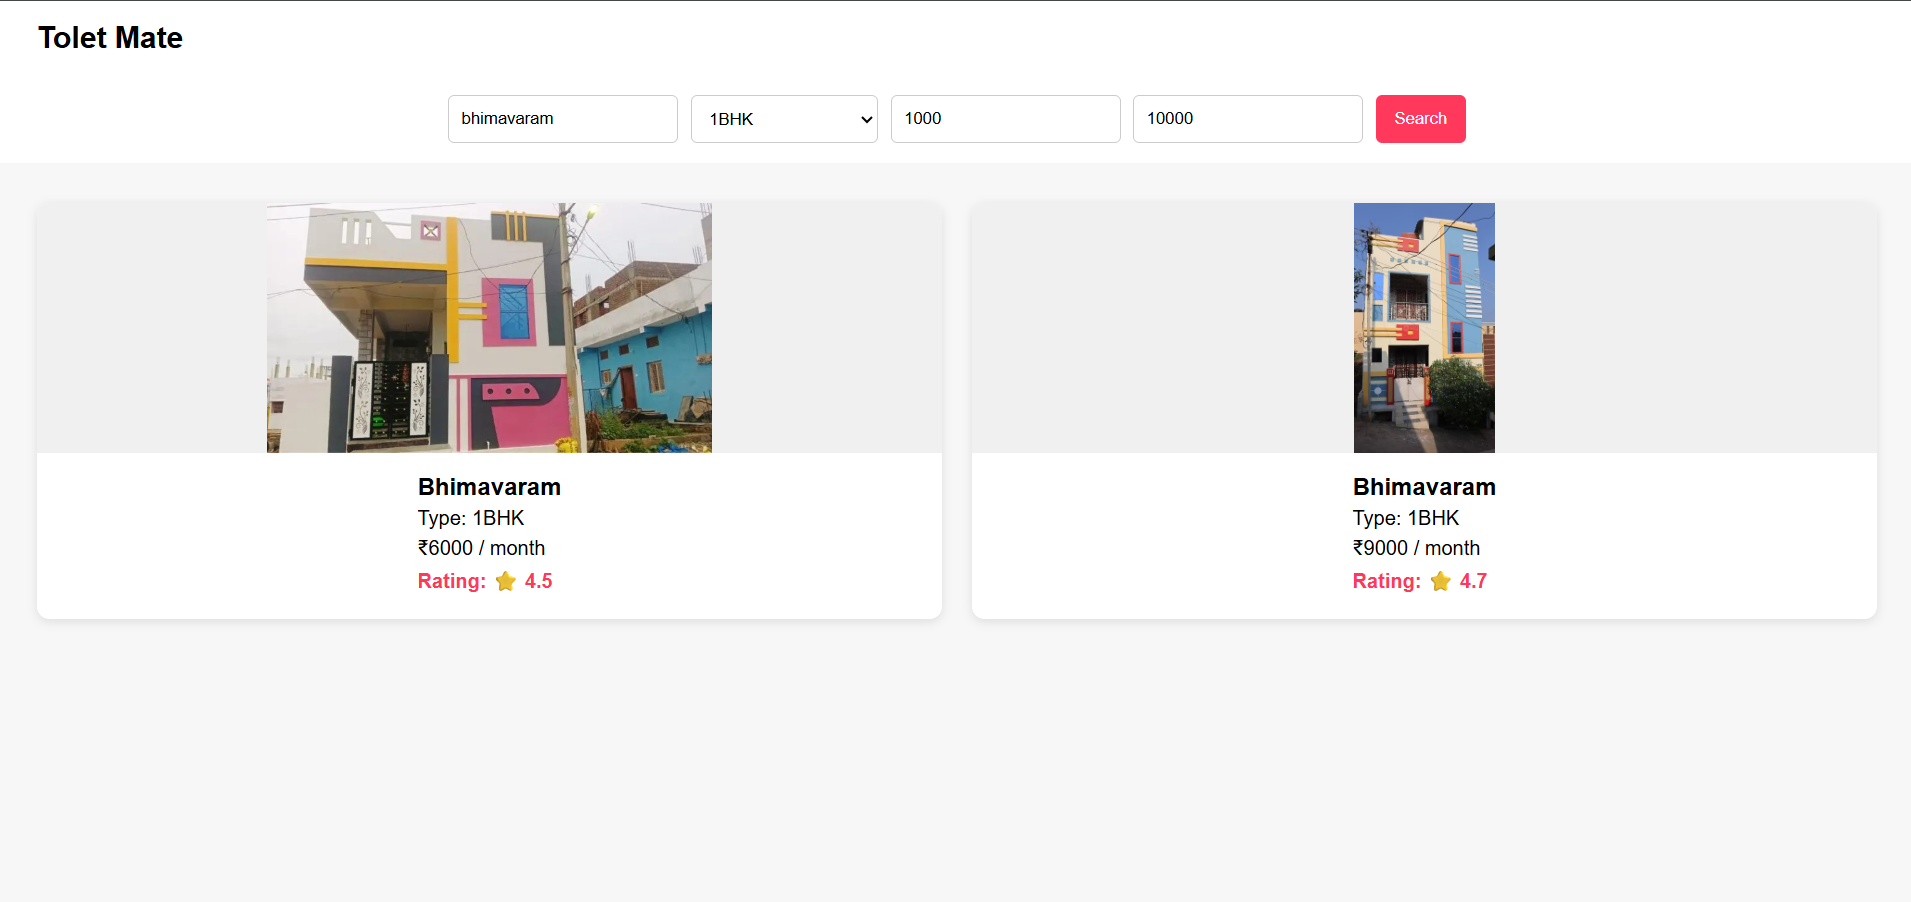 Tolet Mate
bhimavaram 1BHK 1000 10000 Search
Bhimavaram
Type: 1BHK
₹6000 / month
Rating: ⭐ 4.5
Bhimavaram
Type: 1BHK
₹9000 / month
Rating: ⭐ 4.7